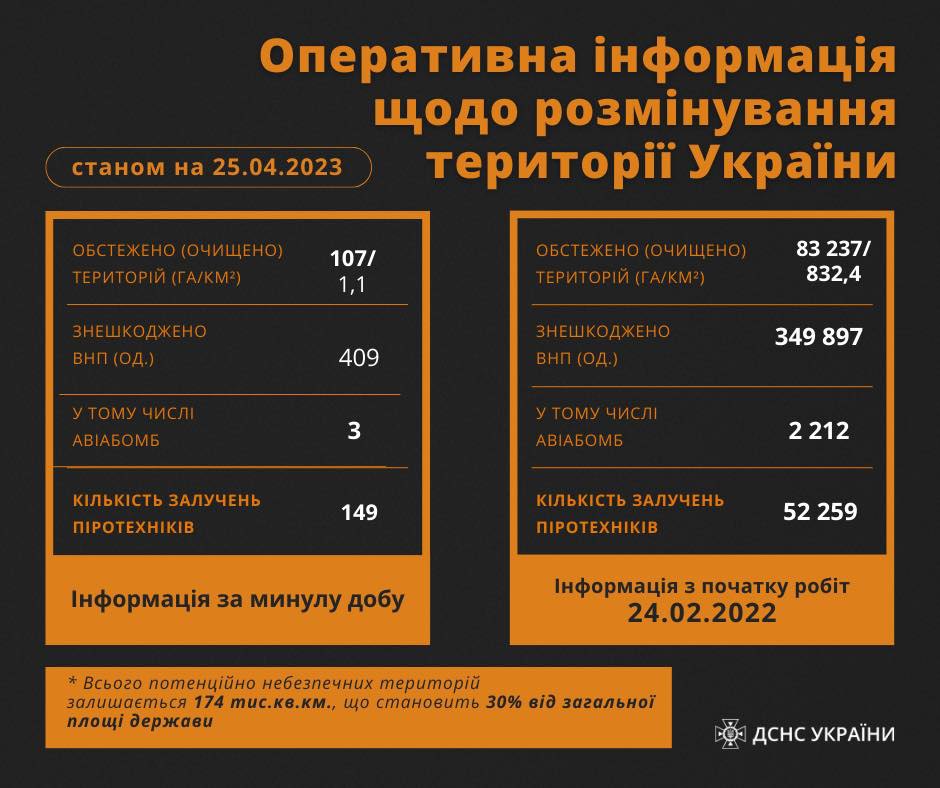 Оперативна інформація
щодо розмінування
території України
станом на 25.04.2023
ОБСТЕЖЕНО (ОЧИЩЕНО)
ТЕРИТОРІЙ (ГА/КМ²)
107/
1,1
ЗНЕШКОДЖЕНО
ВНП (ОД.)
409
У ТОМУ ЧИСЛІ
АВІАБОМБ
3
КІЛЬКІСТЬ ЗАЛУЧЕНЬ
ПІРОТЕХНІКІВ
149
Інформація за минулу добу
ОБСТЕЖЕНО (ОЧИЩЕНО)
ТЕРИТОРІЙ (ГА/КМ²)
83 237/
832,4
ЗНЕШКОДЖЕНО
ВНП (ОД.)
349 897
У ТОМУ ЧИСЛІ
АВІАБОМБ
2 212
КІЛЬКІСТЬ ЗАЛУЧЕНЬ
ПІРОТЕХНІКІВ
52 259
Інформація з початку робіт
24.02.2022
* Всього потенційно небезпечних територій
залишається 174 тис.кв.км., що становить 30% від загальної
площі держави
ДСНС УКРАЇНИ